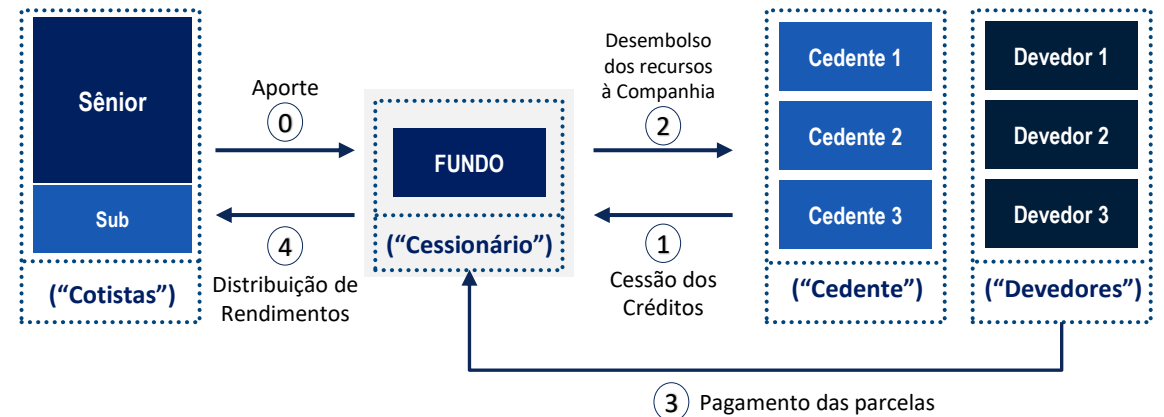 Sênior
Sub
(“Cotistas”)
Aporte
0
4
Distribuição de
Rendimentos
FUNDO
(“Cessionário”)
Desembolso
dos recursos
à Companhia
2
1
Cessão dos
Créditos
Cedente 1
Cedente 2
Cedente 3
(“Cedente”)
Devedor 1
Devedor 2
Devedor 3
(“Devedores”)
3 Pagamento das parcelas